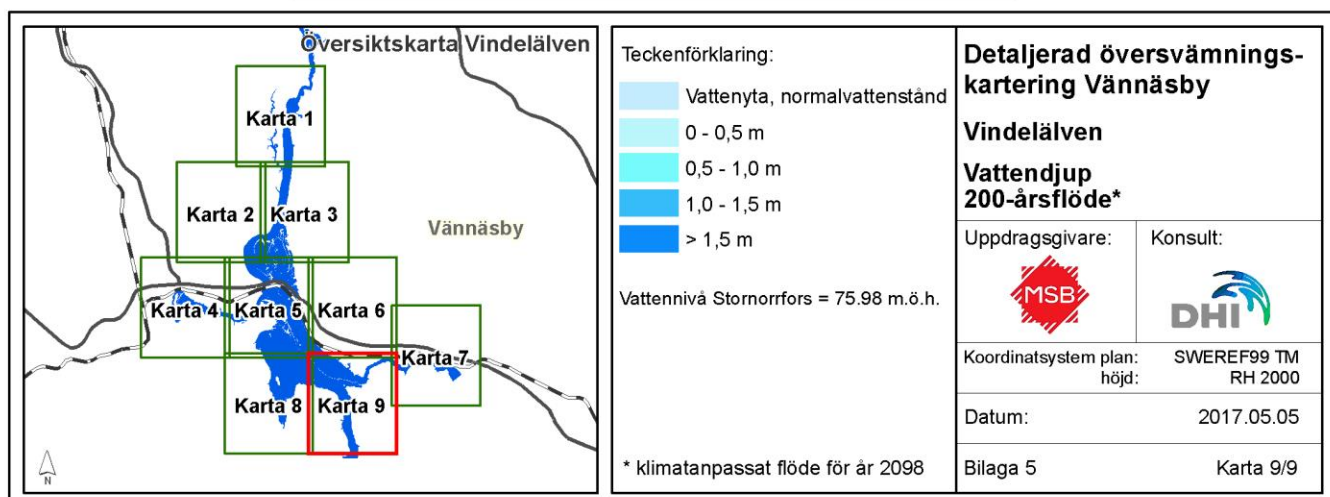 Översiktskarta Vindelälven
Karta 1
Karta 2
Karta 3
Vännäsby
Karta 4
Karta 5
Karta 6
Karta 7
Karta 8
Karta 9
N
Teckenförklaring:
Vattenyta, normalvattenstånd
0 - 0,5 m
0,5 - 1,0 m
1,0 - 1,5 m
> 1,5 m
Vattennivå Stornorrfors = 75.98 m.ö.h.
* klimatanpassat flöde för år 2098
Detaljerad översvämnings-
kartering Vännäsby
Vindelälven
Vattendjup
200-årsflöde*
Uppdragsgivare:
MSB
Konsult:
DHI
Koordinatsystem plan: SWEREF99 TM
höjd: RH 2000
Datum: 2017.05.05
Bilaga 5 Karta 9/9